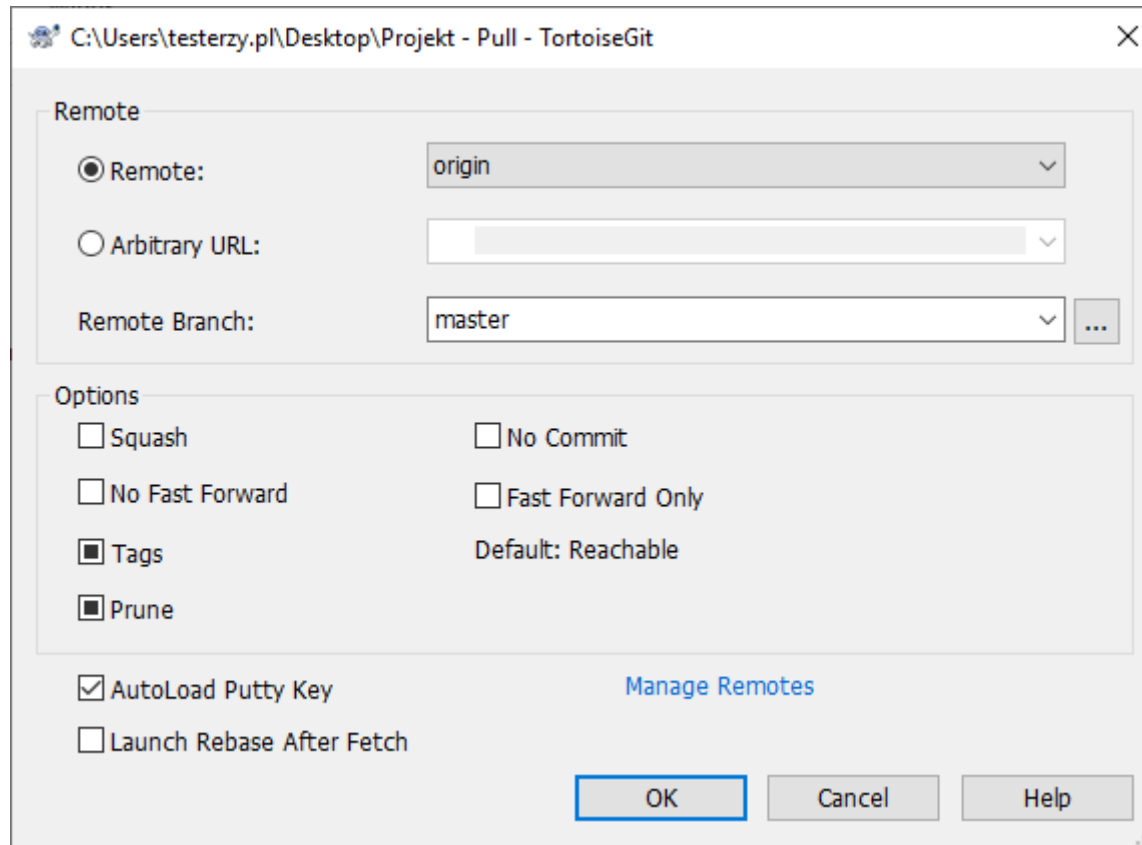 C:\Users\testerzy.pl\Desktop\Projekt - Pull - TortoiseGit
Remote
Remote:
origin
Arbitrary URL:
Remote Branch:
master
...
Options
Squash
No Commit
No Fast Forward
Fast Forward Only
Tags
Default: Reachable
Prune
AutoLoad Putty Key
Manage Remotes
Launch Rebase After Fetch
OK
Cancel
Help